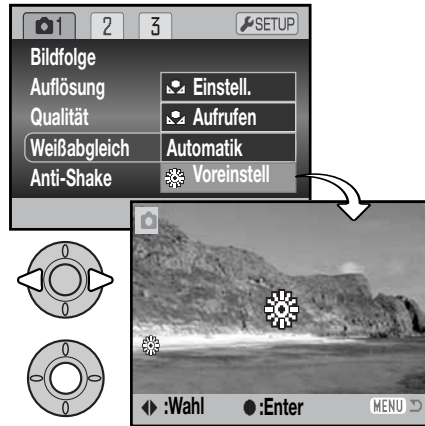 1 2 3 SETUP
Bildfolge
Auflösung Einstell.
Qualität Aufrufen
Weißabgleich Automatik
Anti-Shake Voreinstell
:Wahl :Enter MENU